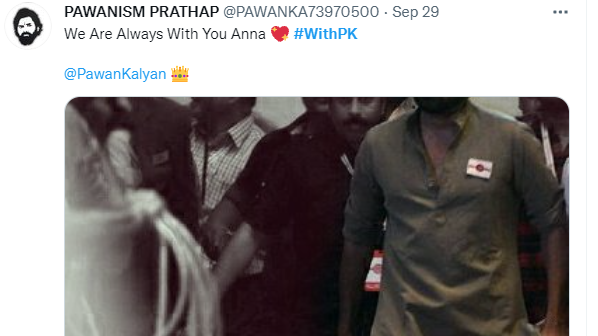 PAWANISM PRATHAP @PAWANKA73970500 · Sep 29
We Are Always With You Anna 💖 #WithPK
@PawanKalyan 👑